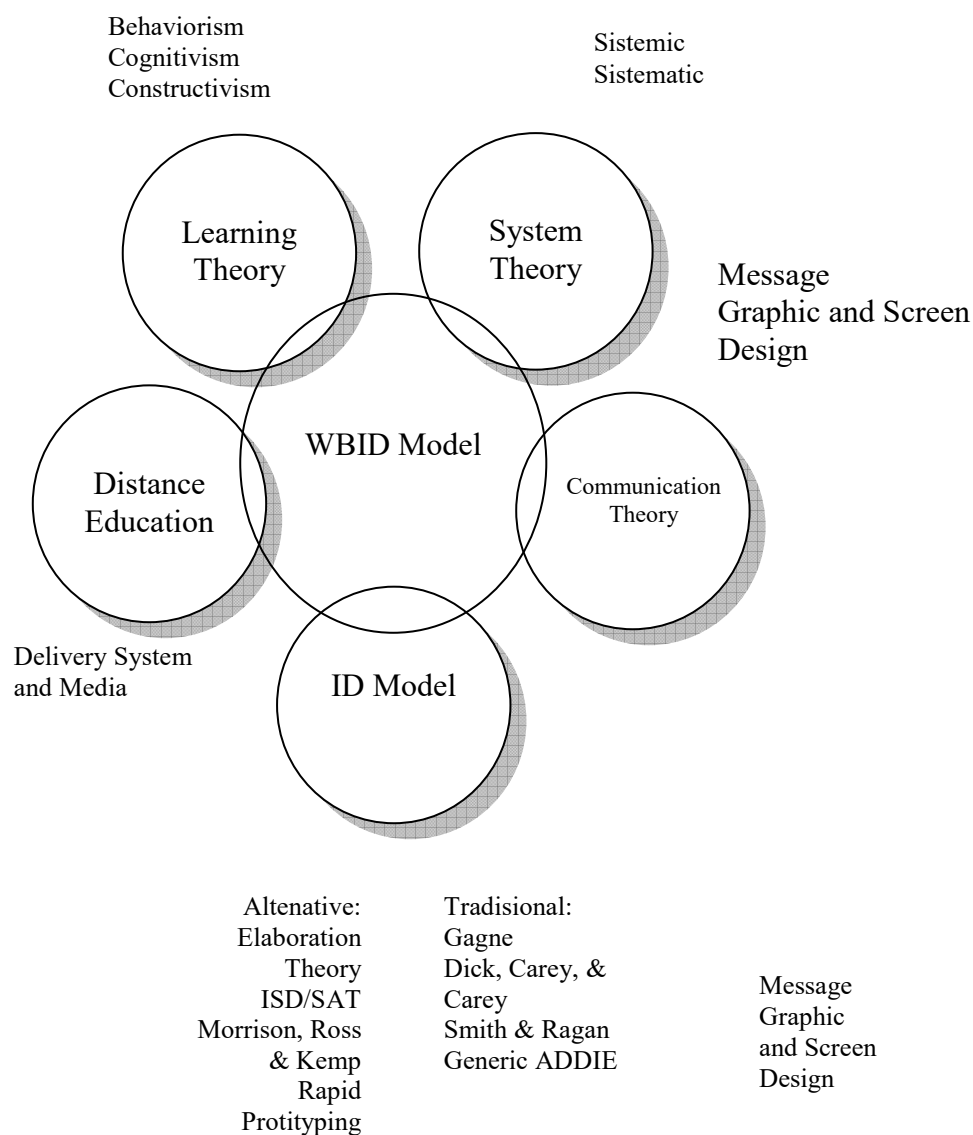 Behaviorism
Cognitivism
Constructivism
Sistemic
Sistematic
Learning
Theory
System
Theory
Message
Graphic and Screen
Design
WBID Model
Distance
Education
Communication
Theory
Delivery System
and Media
ID Model
Altenative:
Elaboration
Theory
ISD/SAT
Morrison, Ross
& Kemp
Rapid
Protityping
Tradisional:
Gagne
Dick, Carey, &
Carey
Smith & Ragan
Generic ADDIE
Message
Graphic
and Screen
Design